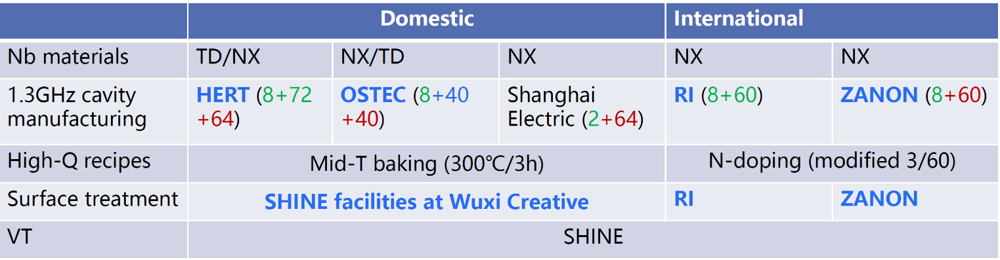 Domestic International
Nb materials TD/NX NX/TD NX NX NX
1.3GHz cavity manufacturing HERT (8+72 +64) OSTEC (8+40 +40) Shanghai Electric (2+64) RI (8+60) ZANON (8+60)
High-Q recipes Mid-T baking (300℃/3h) N-doping (modified 3/60)
Surface treatment SHINE facilities at Wuxi Creative RI ZANON
VT SHINE